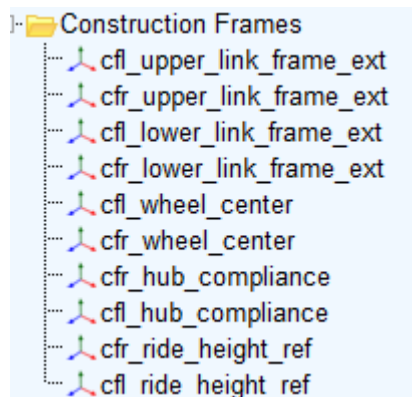 Construction Frames
cfl_upper_link_frame_ext
cfr_upper_link_frame_ext
cfl_lower_link_frame_ext
cfr_lower_link_frame_ext
cfl_wheel_center
cfr_wheel_center
cfr_hub_compliance
cfl_hub_compliance
cfr_ride_height_ref
cfl_ride_height_ref